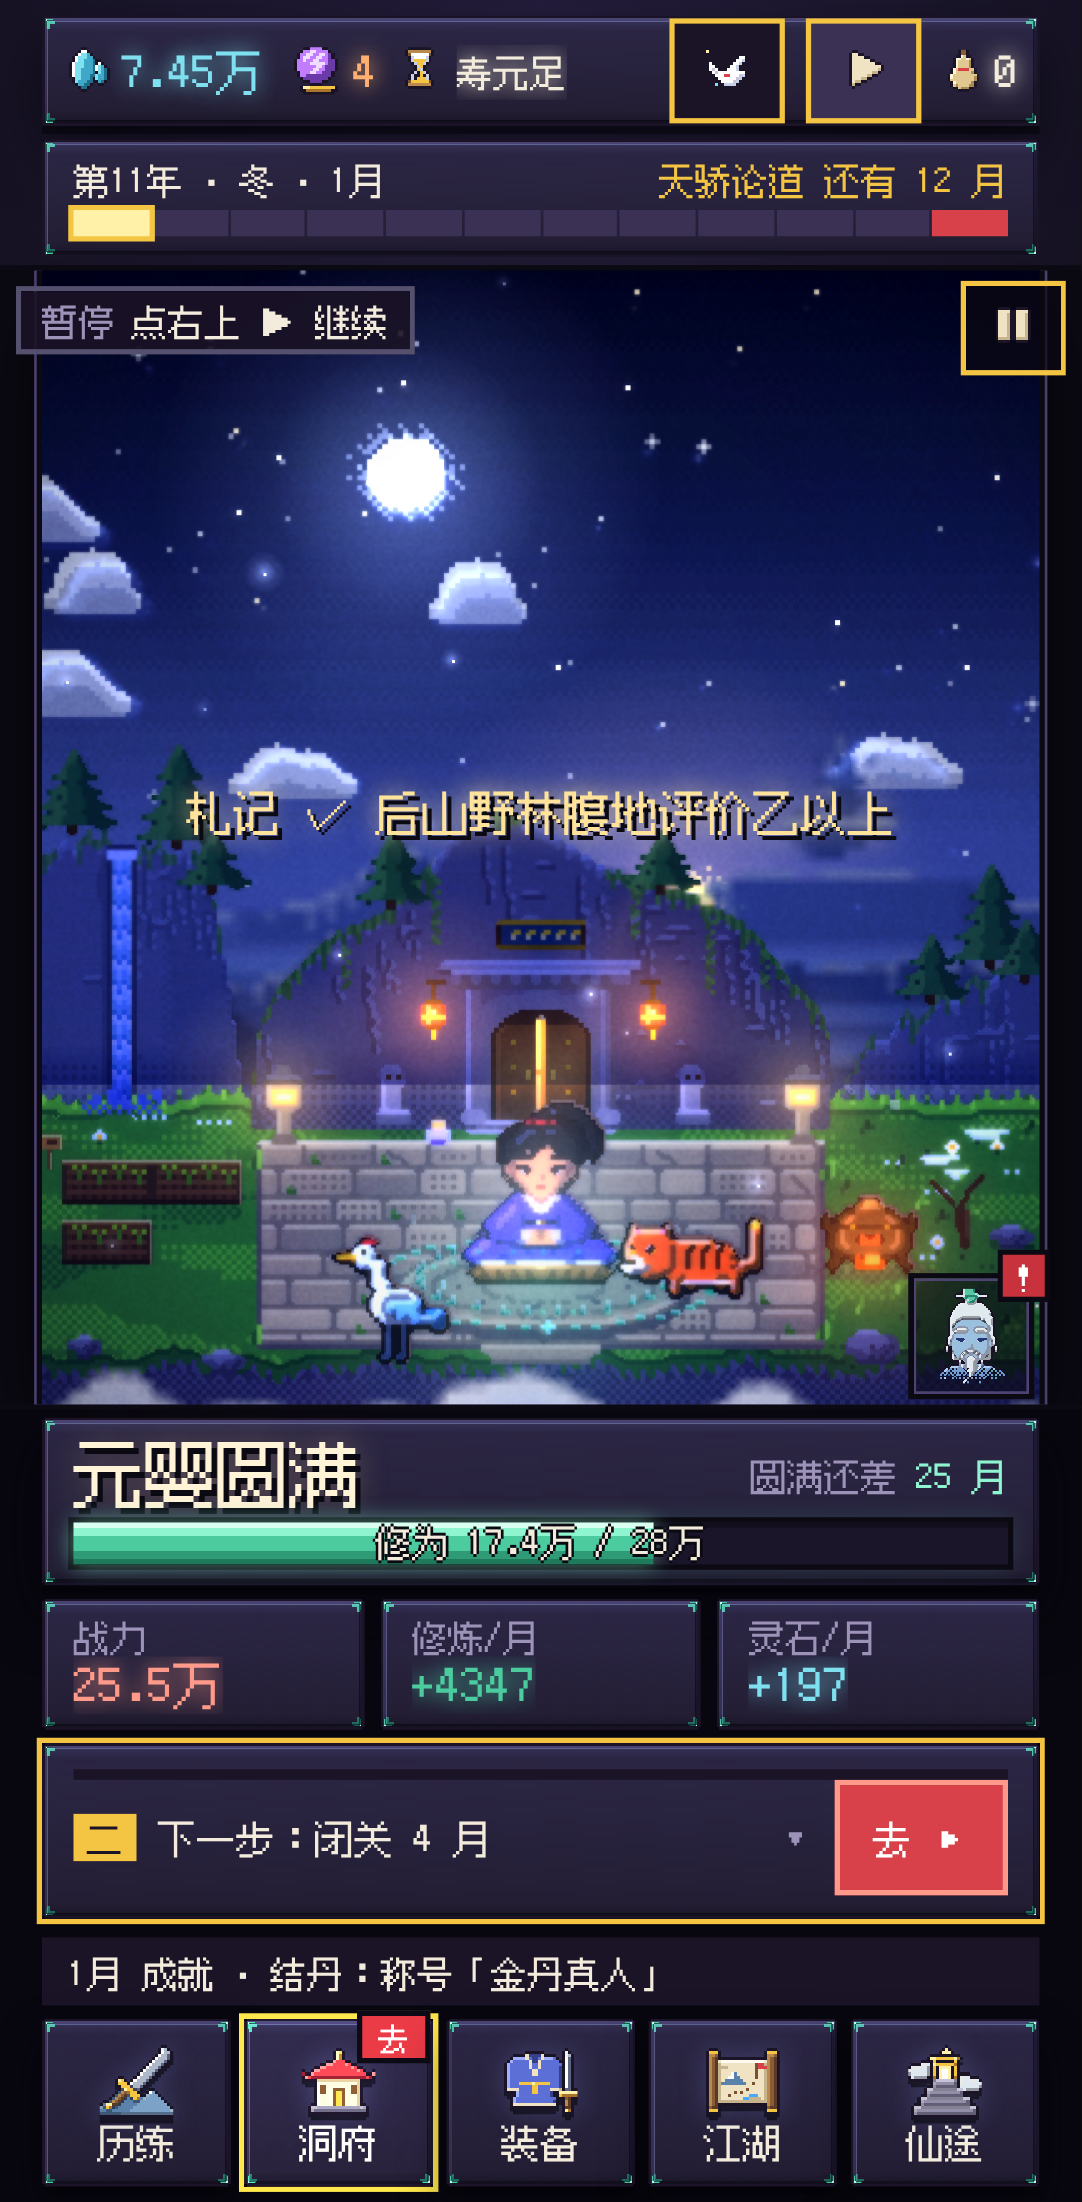 7.45万 4 寿元足 0
第11年 · 冬 · 1月 天骄论道 还有 12 月
暂停 点右上 ▶ 继续
札记 ✓ 后山野林腹地评价乙以上
!
元婴圆满 圆满还差 25 月
修为 17.4万 / 28万
战力 修炼/月 灵石/月
25.5万 +4347 +197
二 下一步：闭关 4 月 ▼ 去 ▶
1月 成就 · 结丹：称号「金丹真人」
去
历练 洞府 装备 江湖 仙途